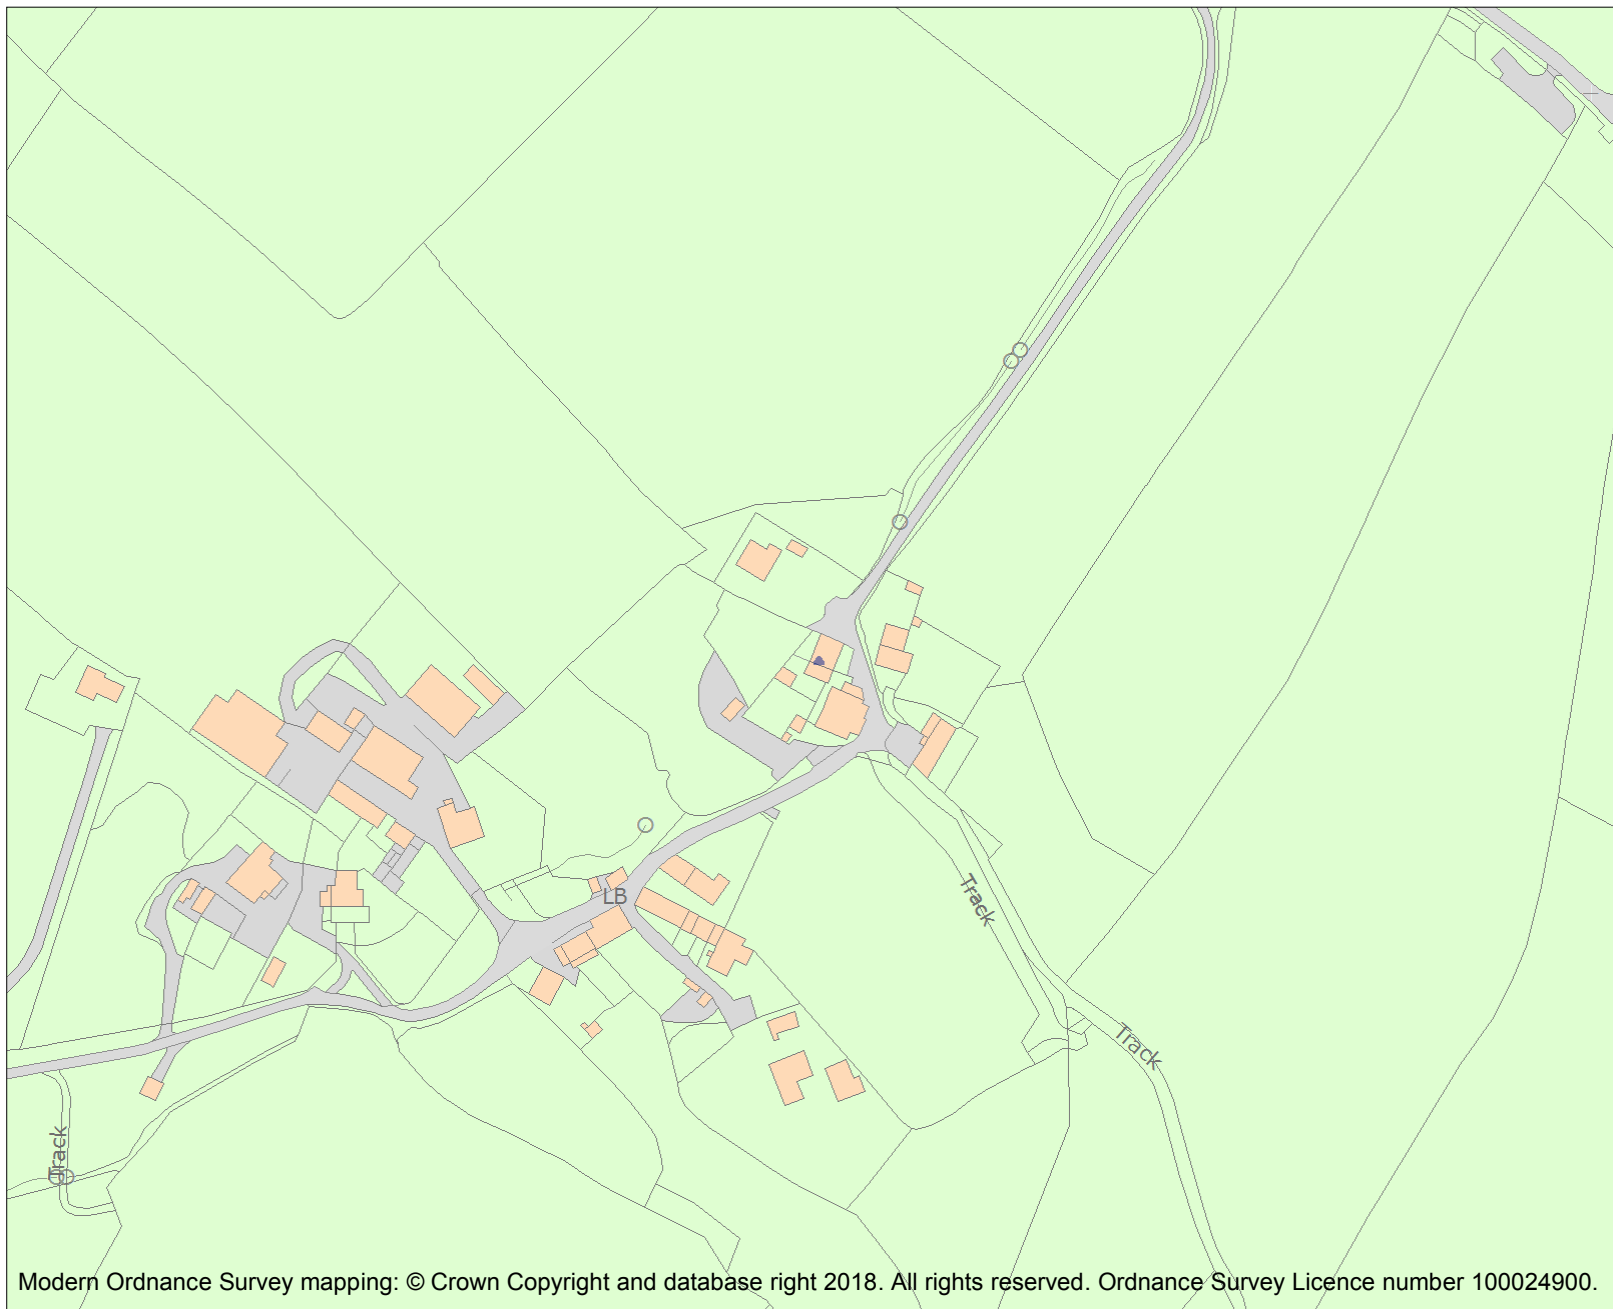 LB
Track
Track
Track
Modern Ordnance Survey mapping: © Crown Copyright and database right 2018. All rights reserved. Ordnance Survey Licence number 100024900.